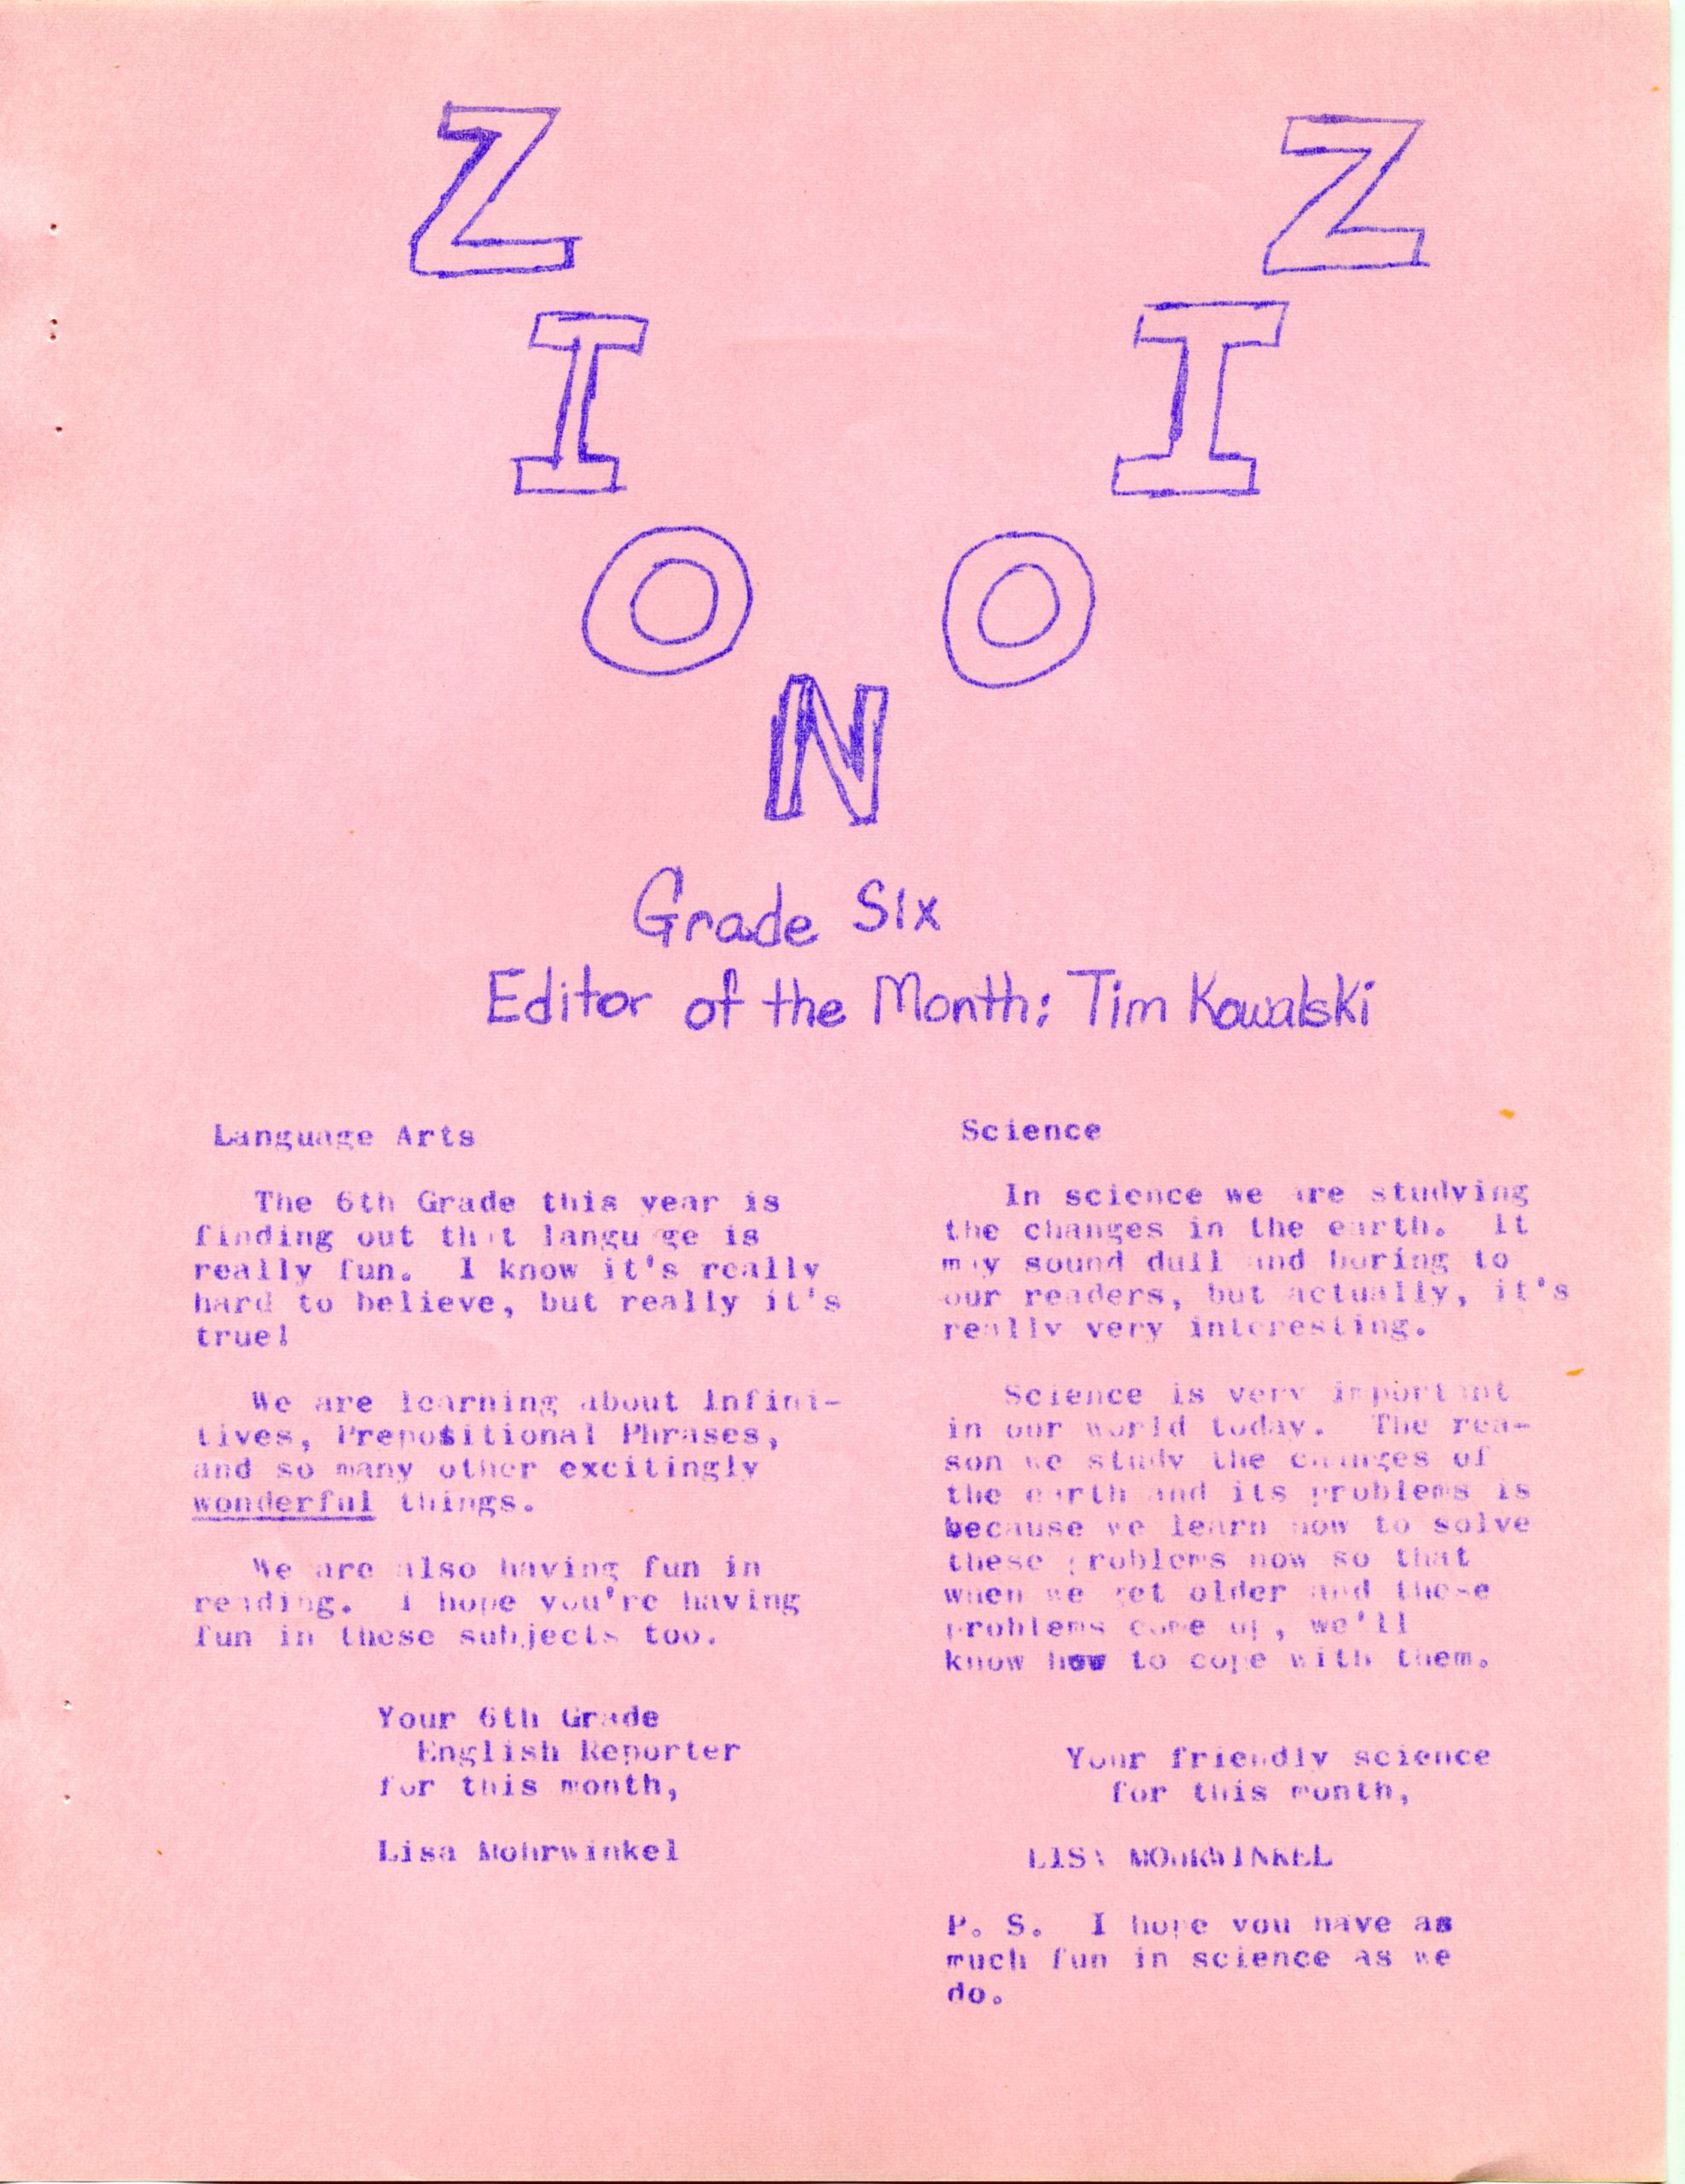 Z Z
I I
O O
N
Grade Six
Editor of the Month: Tim Kowalski
Language Arts
The 6th Grade this year is
finding out that language is
really fun. I know it's really
hard to believe, but really it's
true!
We are learning about Infini-
tives, Prepositional Phrases,
and so many other excitingly
wonderful things.
We are also having fun in
reading. I hope you're having
fun in these subjects too.
Your 6th Grade
English Reporter
for this month,
Lisa Mohrwinkel
Science
In science we are studying
the changes in the earth. It
may sound dull and boring to
our readers, but actually, it's
really very interesting.
Science is very important
in our world today. The rea-
son we study the changes of
the earth and its problems is
because we learn how to solve
these problems now so that
when we get older and these
problems come up, we'll
know how to cope with them.
Your friendly science
for this month,
LISA MOHRWINKEL
P. S. I hope you have as
much fun in science as we
do.